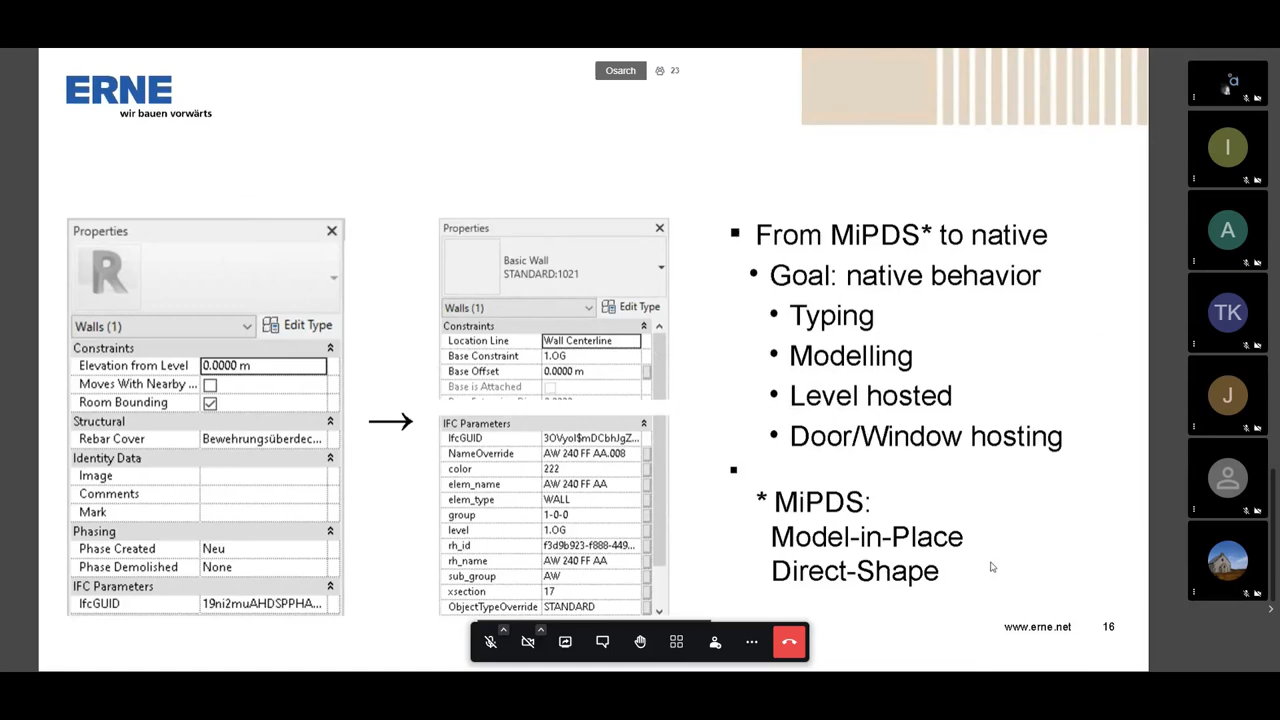 ERNE
wir bauen vorwärts
Osarch 23
Properties
Walls (1) Edit Type
Constraints
Elevation from Level 0.0000 m
Moves With Nearby ...
Room Bounding
Structural
Rebar Cover Bewehrungsüberdec...
Identity Data
Image
Comments
Mark
Phasing
Phase Created Neu
Phase Demolished None
IFC Parameters
IfcGUID 19ni2muAHDSPPHA...
→
Properties
Basic Wall
STANDARD:1021
Walls (1) Edit Type
Constraints
Location Line Wall Centerline
Base Constraint 1.OG
Base Offset 0.0000 m
Base is Attached
IFC Parameters
IfcGUID 3OVyoI$mDCbhJgZ...
NameOverride AW 240 FF AA.008
color 222
elem_name AW 240 FF AA
elem_type WALL
group 1-0-0
level 1.OG
rh_id f3d9b923-f888-449...
rh_name AW 240 FF AA
sub_group AW
xsection 17
ObjectTypeOverride STANDARD
▪ From MiPDS* to native
• Goal: native behavior
• Typing
• Modelling
• Level hosted
• Door/Window hosting
▪
* MiPDS:
Model-in-Place
Direct-Shape
www.erne.net 16
a
I
A
TK
J